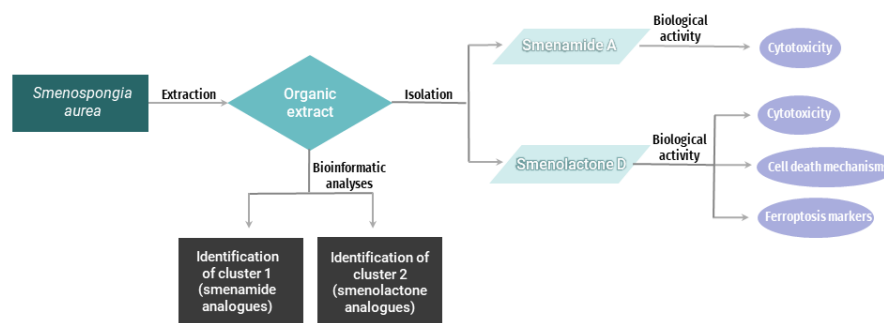 Smenospongia
aurea
Extraction
Organic
extract
Isolation
Smenamide A
Biological
activity
Cytotoxicity
Smenolactone D
Biological
activity
Cytotoxicity
Cell death mechanism
Ferroptosis markers
Bioinformatic
analyses
Identification
of cluster 1
(smenamide
analogues)
Identification of
cluster 2
(smenolactone
analogues)